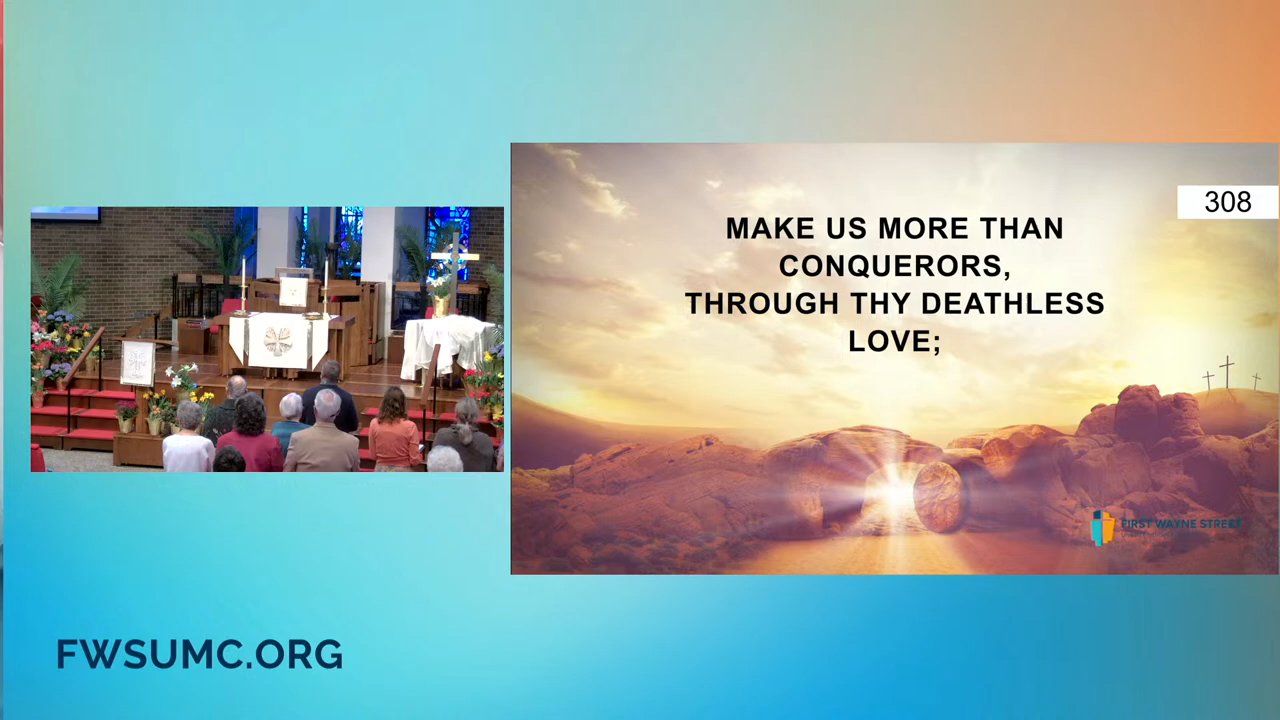 308
MAKE US MORE THAN
CONQUERORS,
THROUGH THY DEATHLESS
LOVE;
FIRST WAYNE STREET
FWSUMC.ORG